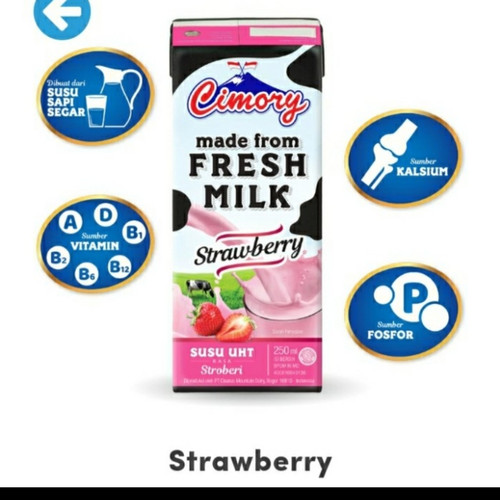 Dibuat dari
SUSU
SAPI
SEGAR
Cimory
made from
FRESH
MILK
Strawberry
Sumber
KALSIUM
A
D
B1
Sumber
VITAMIN
B2
B6
B12
P
Sumber
FOSFOR
SUSU UHT
Stroberi
250 ml
Strawberry